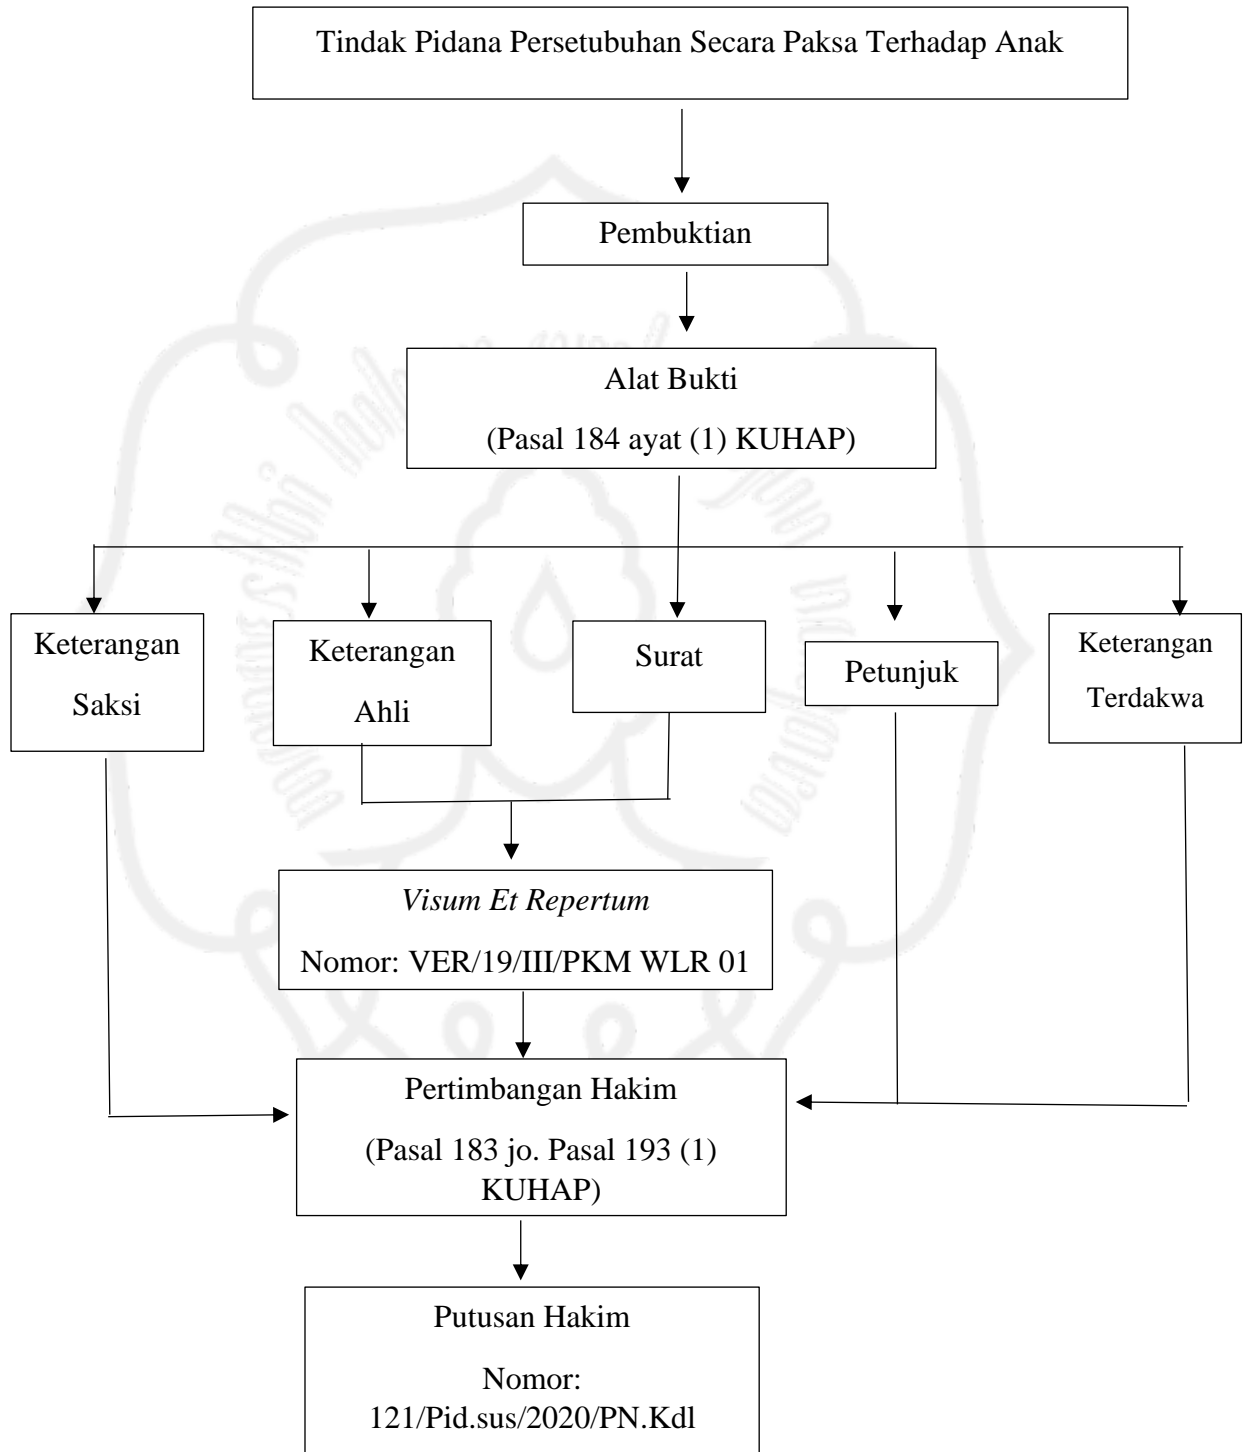 Tindak Pidana Persetubuhan Secara Paksa Terhadap Anak
Pembuktian
Alat Bukti
(Pasal 184 ayat (1) KUHAP)
Keterangan
Saksi
Keterangan
Ahli
Surat
Petunjuk
Keterangan
Terdakwa
Visum Et Repertum
Nomor: VER/19/III/PKM WLR 01
Pertimbangan Hakim
(Pasal 183 jo. Pasal 193 (1)
KUHAP)
Putusan Hakim
Nomor:
121/Pid.sus/2020/PN.Kdl